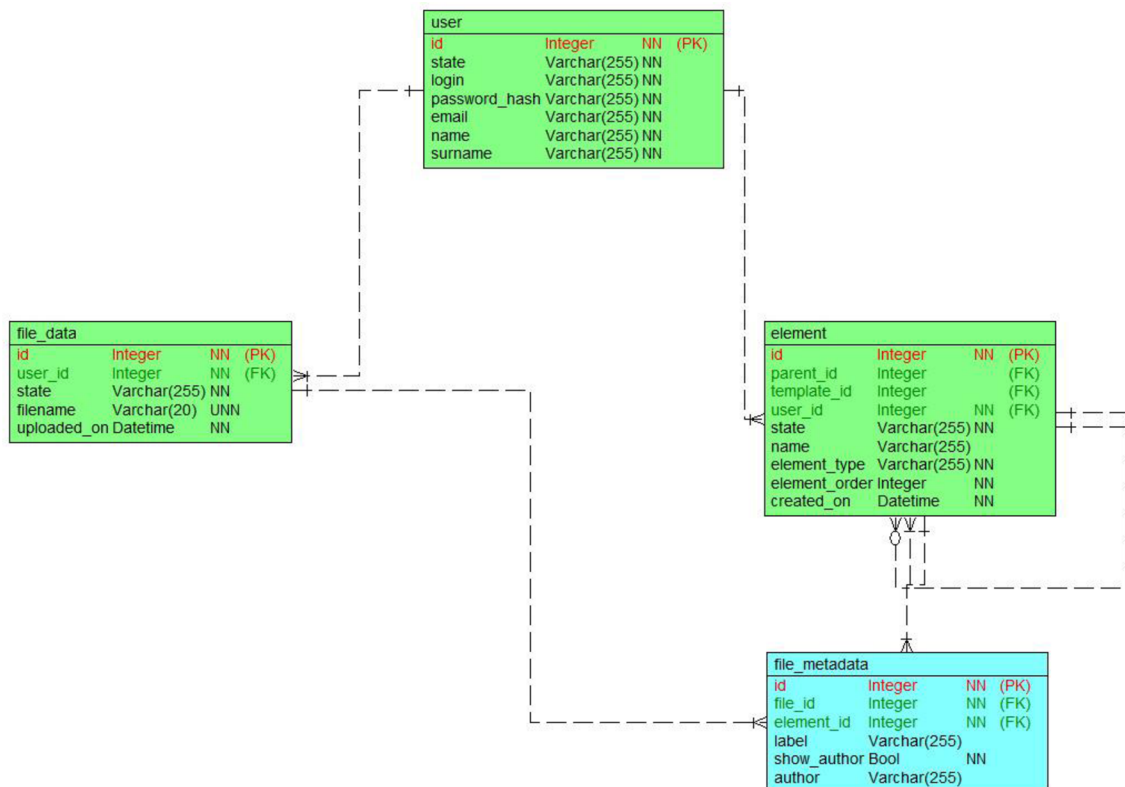 user
id Integer NN (PK)
state Varchar(255) NN
login Varchar(255) NN
password_hash Varchar(255) NN
email Varchar(255) NN
name Varchar(255) NN
surname Varchar(255) NN
file_data
id Integer NN (PK)
user_id Integer NN (FK)
state Varchar(255) NN
filename Varchar(20) UNN
uploaded_on Datetime NN
element
id Integer NN (PK)
parent_id Integer (FK)
template_id Integer (FK)
user_id Integer NN (FK)
state Varchar(255) NN
name Varchar(255)
element_type Varchar(255) NN
element_order Integer NN
created_on Datetime NN
file_metadata
id Integer NN (PK)
file_id Integer NN (FK)
element_id Integer NN (FK)
label Varchar(255)
show_author Bool NN
author Varchar(255)